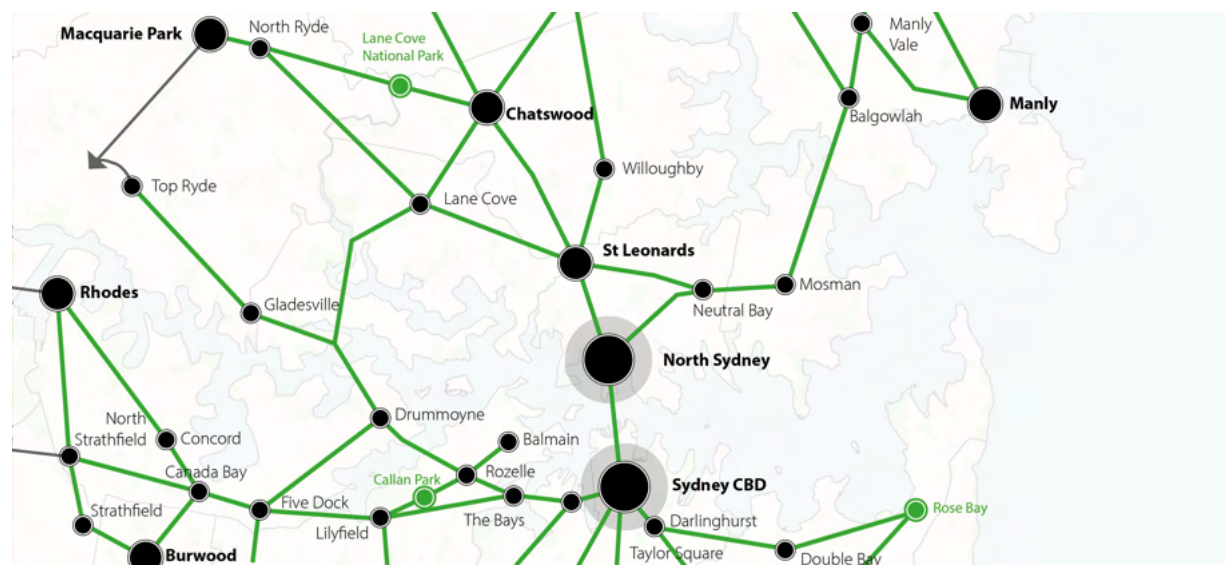 Macquarie Park
North Ryde
Lane Cove
National Park
Chatswood
Manly
Vale
Manly
Balgowlah
Willoughby
Top Ryde
Lane Cove
St Leonards
Rhodes
Gladesville
Neutral Bay
Mosman
North Sydney
North
Strathfield
Concord
Drummoyne
Balmain
Canada Bay
Callan Park
Rozelle
Sydney CBD
Strathfield
Five Dock
Lilyfield
The Bays
Darlinghurst
Rose Bay
Taylor Square
Double Bay
Burwood